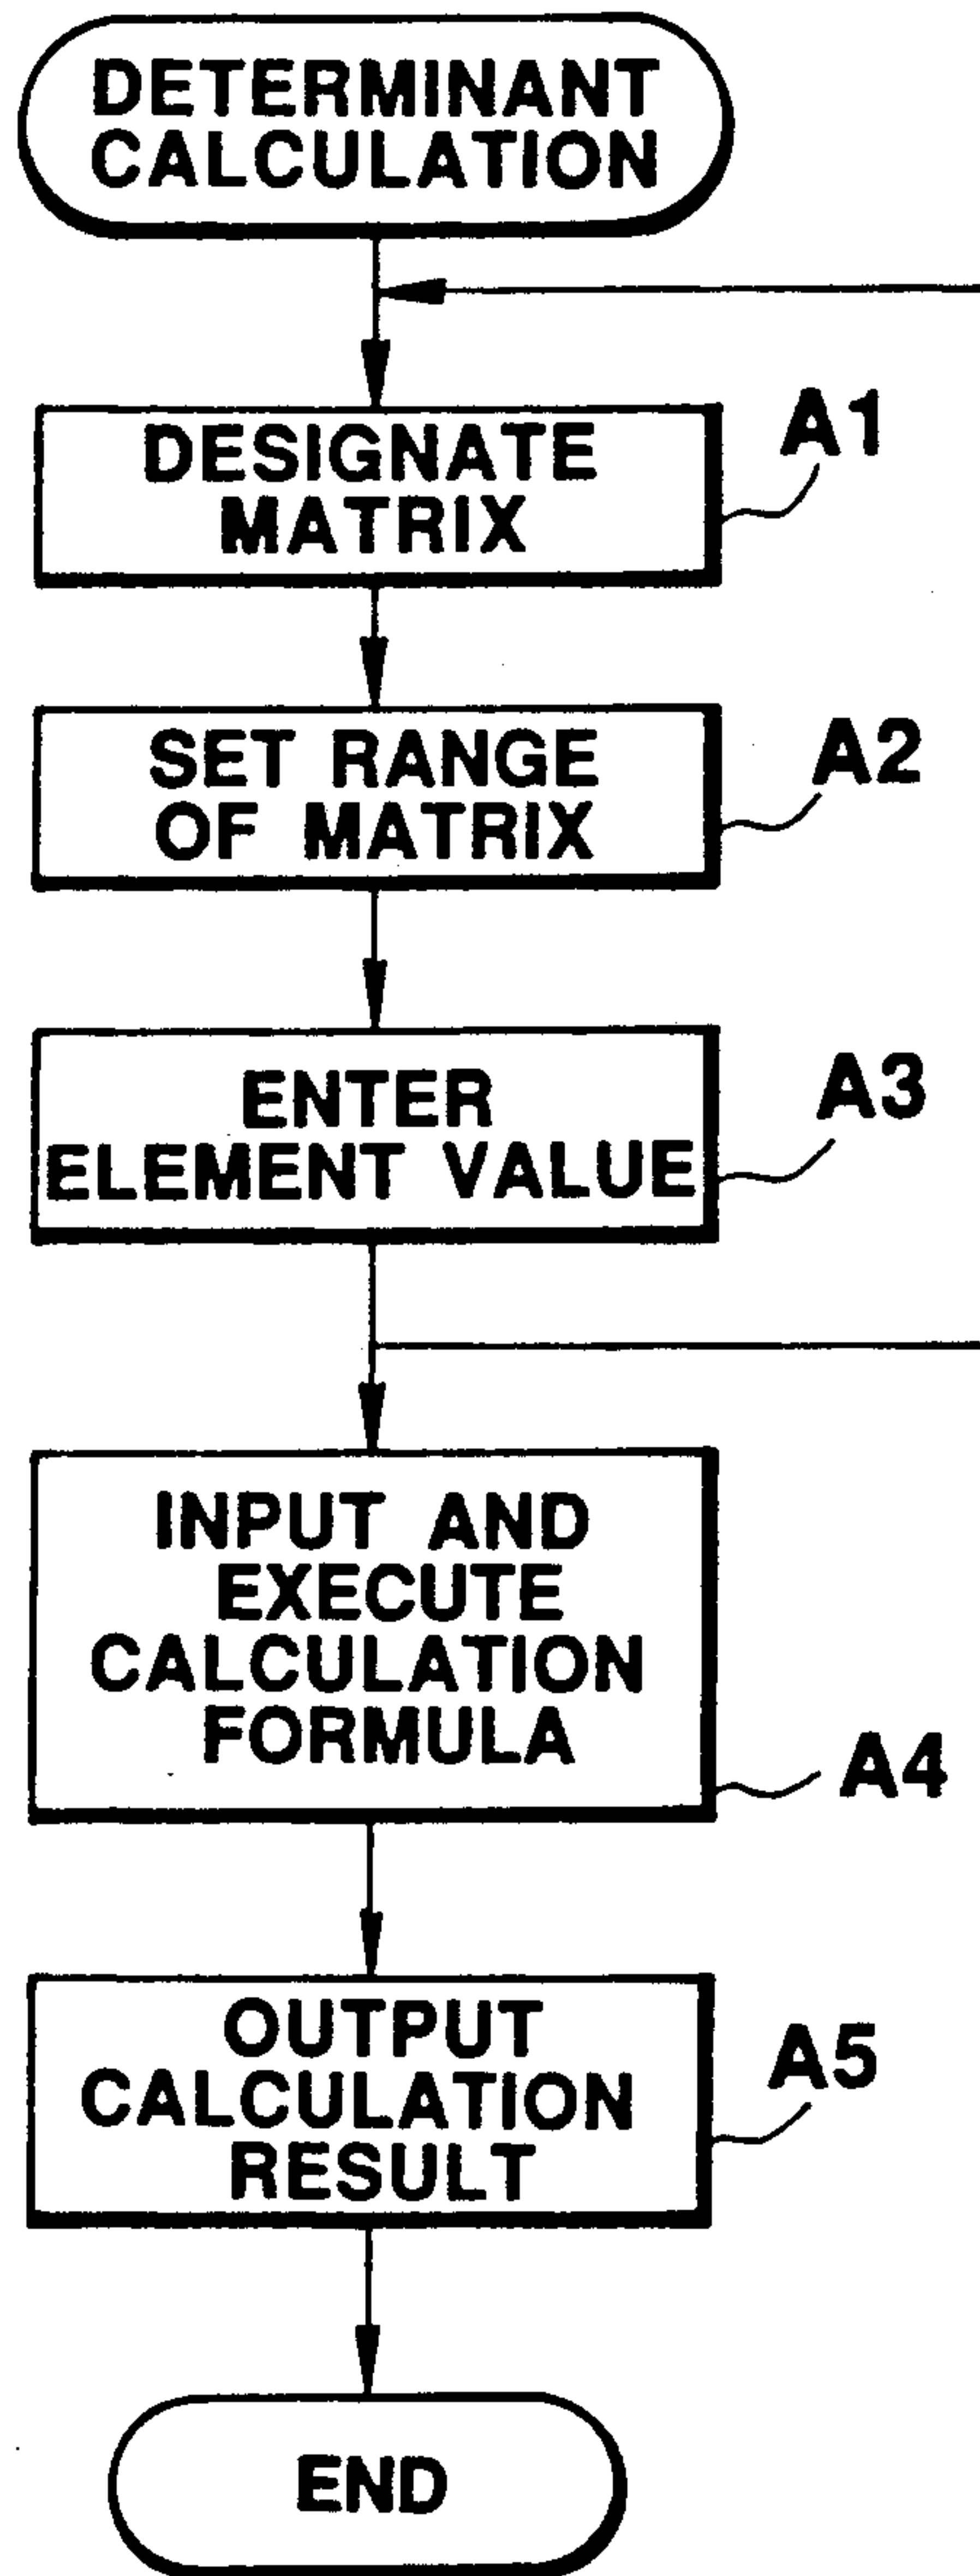 DETERMINANT
CALCULATION
DESIGNATE
MATRIX
A1
SET RANGE
OF MATRIX
A2
ENTER
ELEMENT VALUE
A3
INPUT AND
EXECUTE
CALCULATION
FORMULA
A4
OUTPUT
CALCULATION
RESULT
A5
END